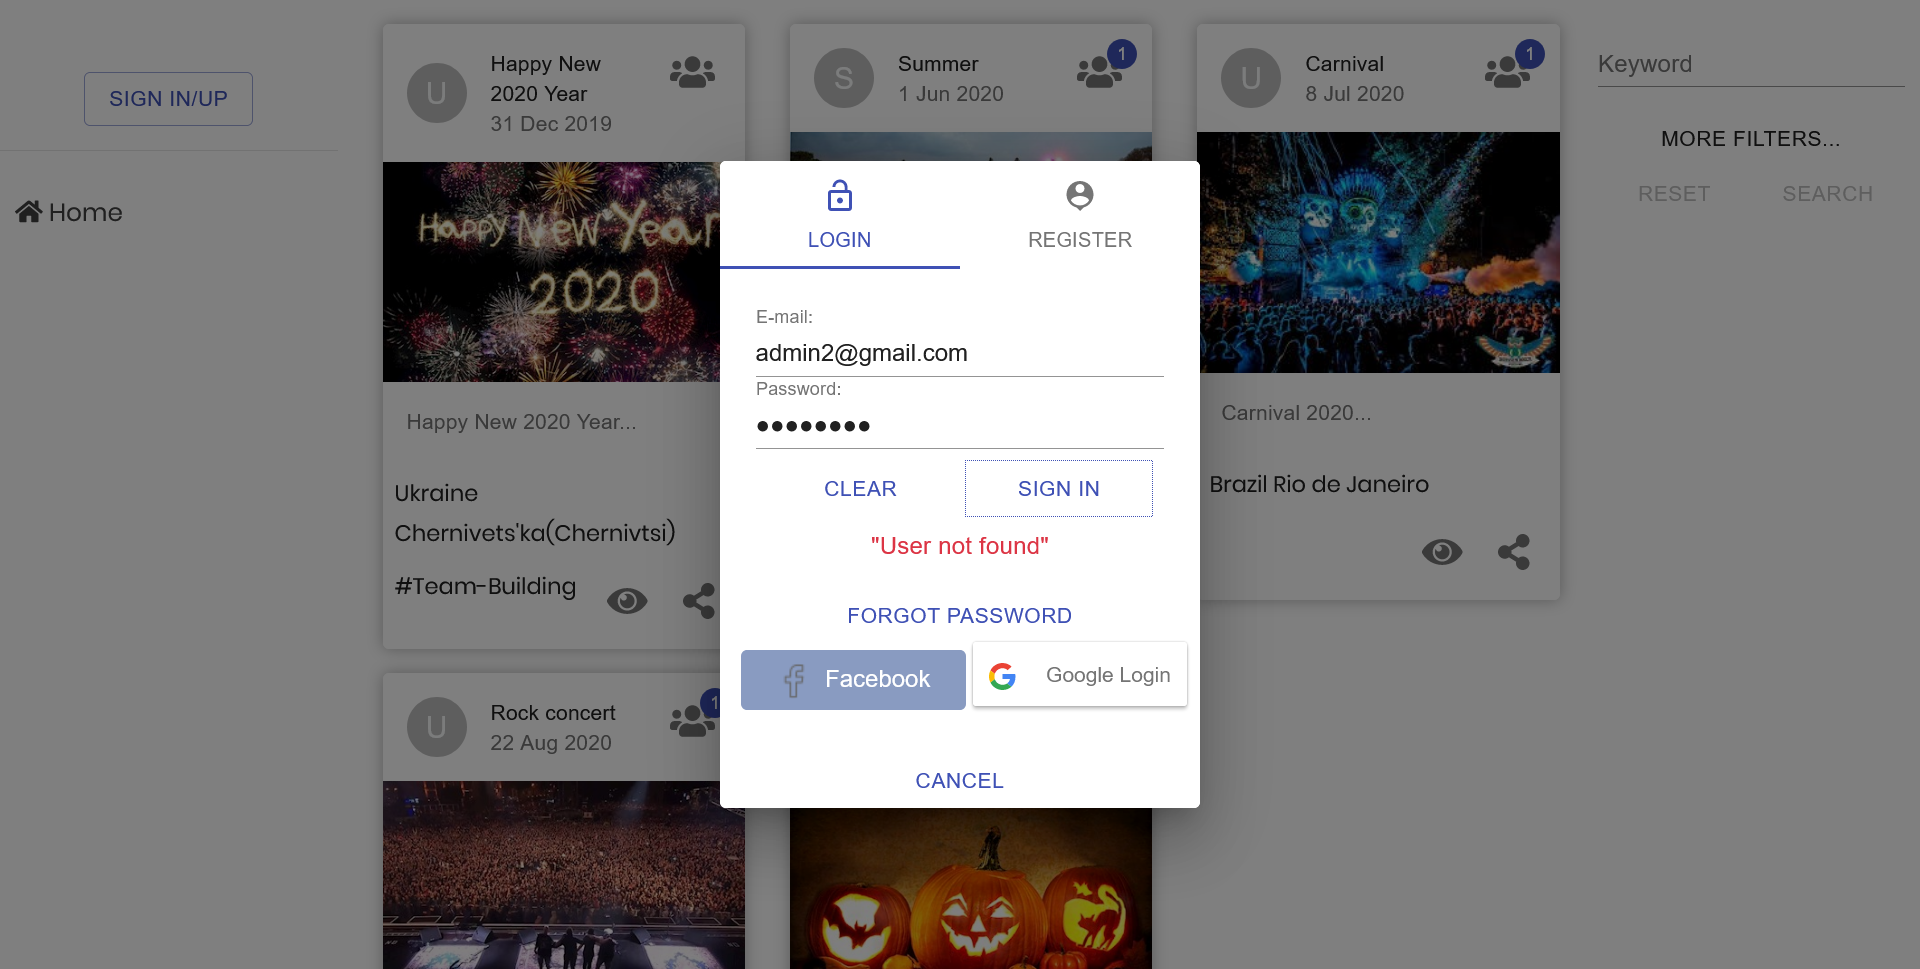 SIGN IN/UP
Home
U
Happy New
2020 Year
31 Dec 2019
Happy New Year
2020
Happy New 2020 Year...
Ukraine
Chernivets'ka(Chernivtsi)
#Team-Building
S
Summer
1 Jun 2020
1
U
Carnival
8 Jul 2020
1
Carnival 2020...
Brazil Rio de Janeiro
Keyword
MORE FILTERS...
RESET
SEARCH
LOGIN
REGISTER
E-mail:
admin2@gmail.com
Password:
CLEAR
SIGN IN
"User not found"
FORGOT PASSWORD
Facebook
Google Login
CANCEL
U
Rock concert
22 Aug 2020
1